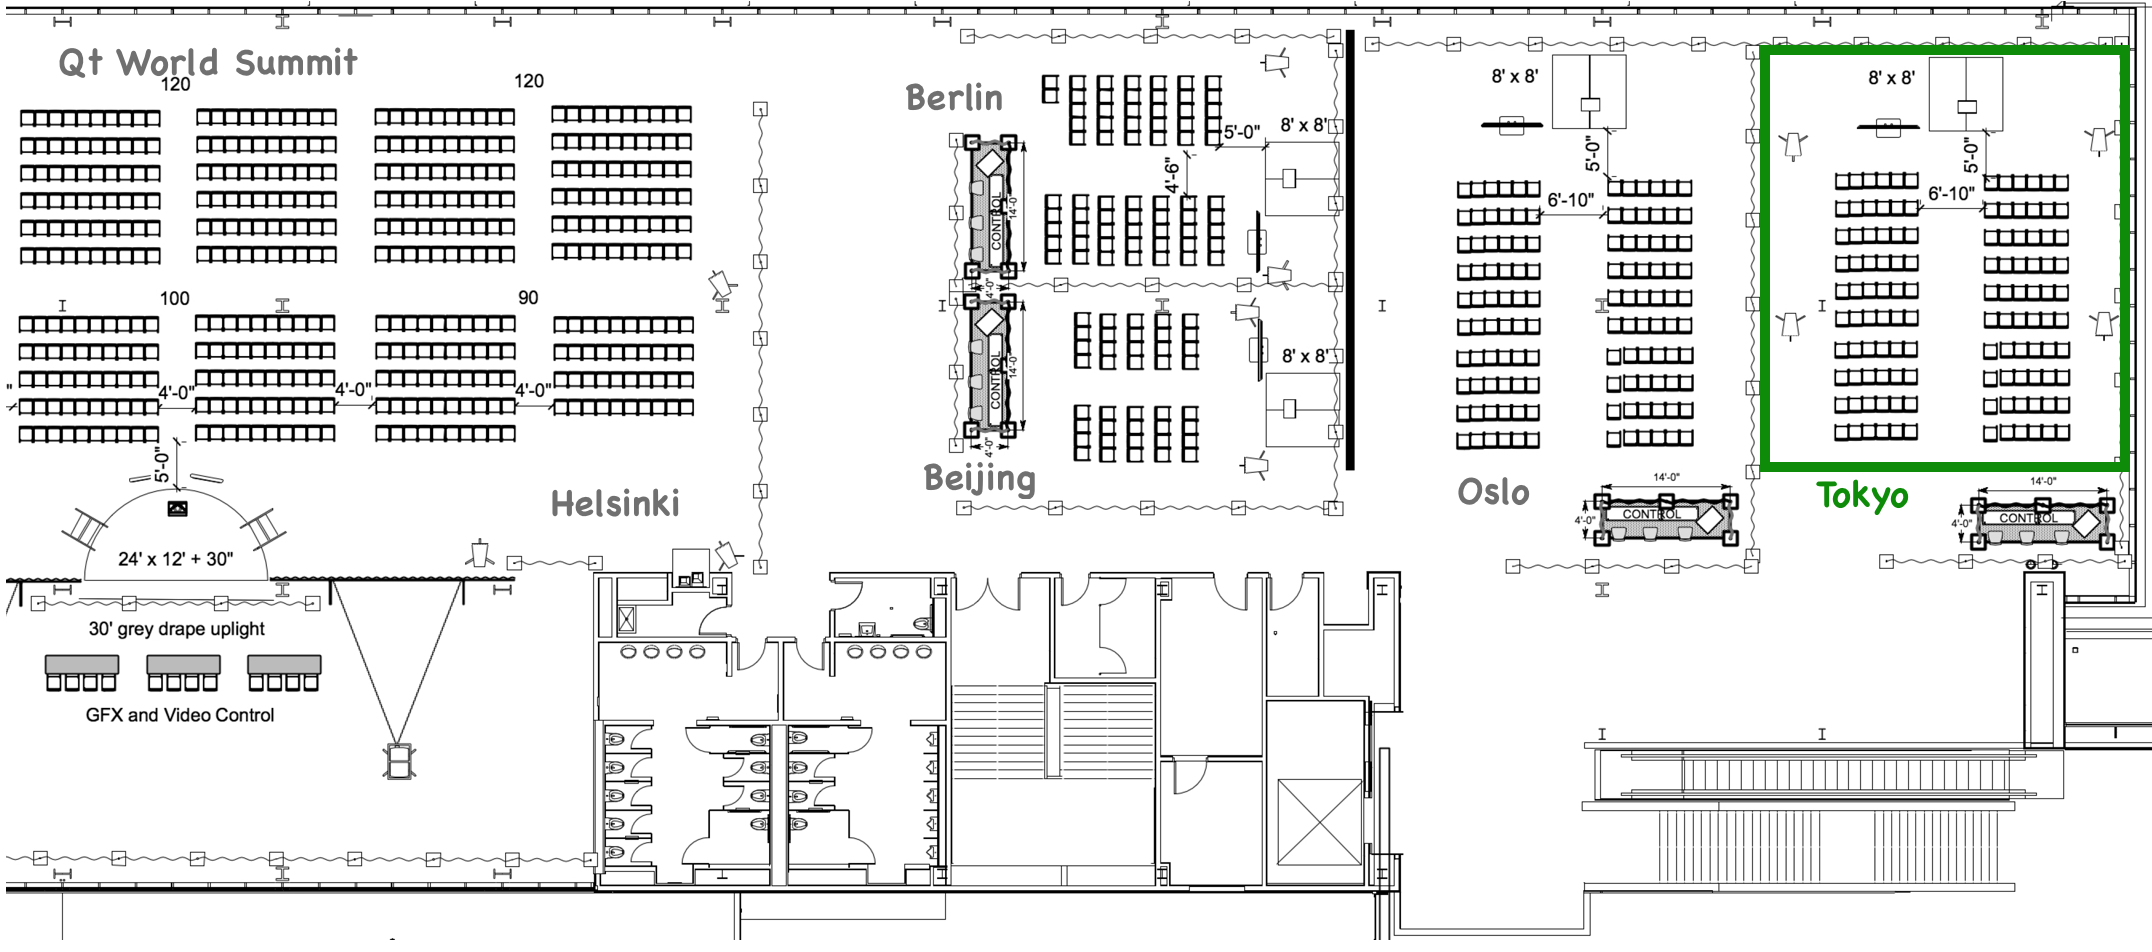 Qt World Summit
120
120
100
90
4'-0"
4'-0"
4'-0"
"
5'-0"
24' x 12' + 30"
30' grey drape uplight
GFX and Video Control
Helsinki
Berlin
5'-0"
8' x 8'
4'-6"
CONTROL
14'-0"
4'-0"
8' x 8'
CONTROL
14'-0"
4'-0"
Beijing
8' x 8'
5'-0"
6'-10"
Oslo
14'-0"
4'-0"
CONTROL
8' x 8'
5'-0"
6'-10"
Tokyo
14'-0"
4'-0"
CONTROL